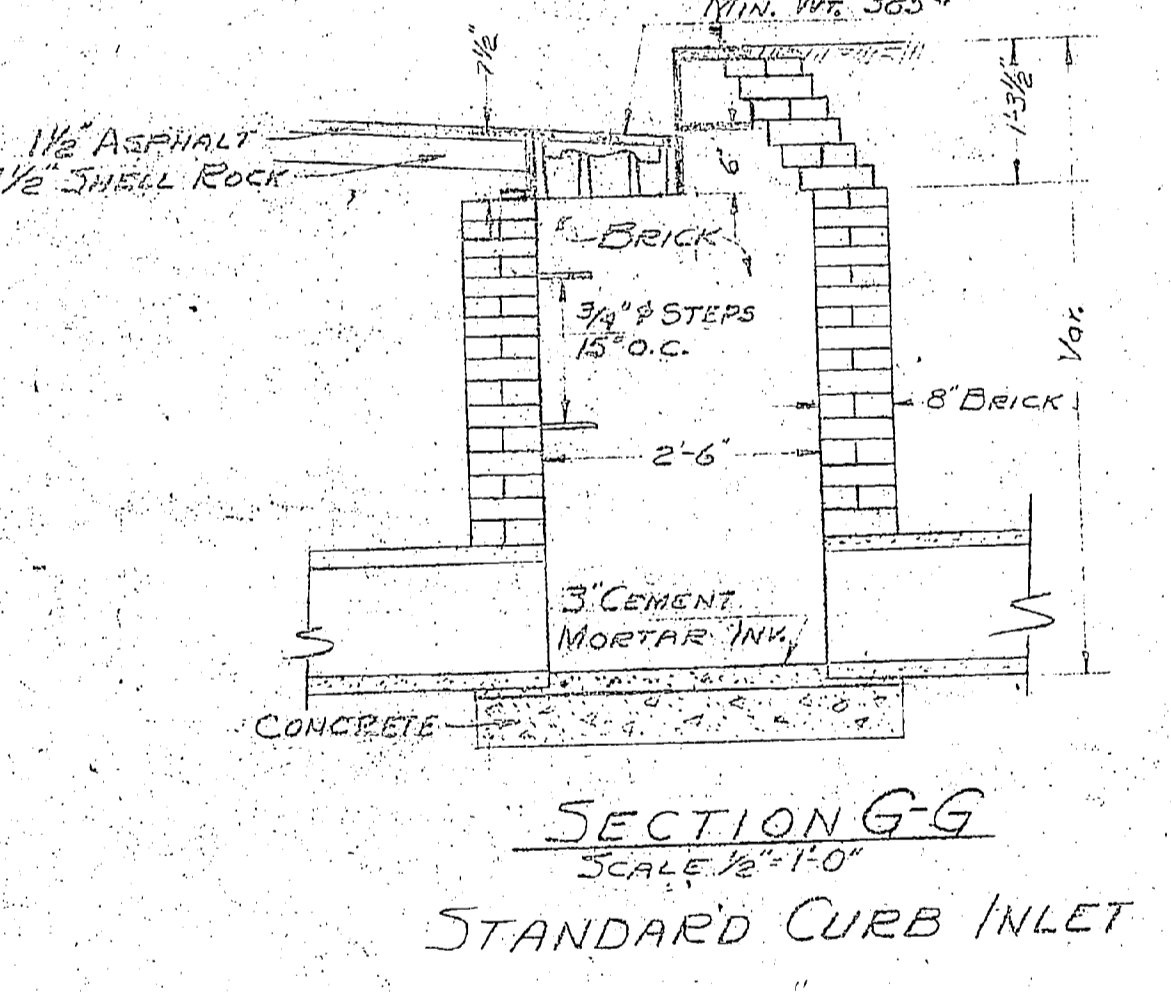 MIN. WT. 365#
7½"
1½" ASPHALT
½" SHELL ROCK
1'-3½"
6"
BRICK
¾" φ STEPS
15" O.C.
Var.
8" BRICK
2'-6"
3" CEMENT
MORTAR INV.
CONCRETE
SECTION G-G
SCALE ½"=1'-0"
STANDARD CURB INLET